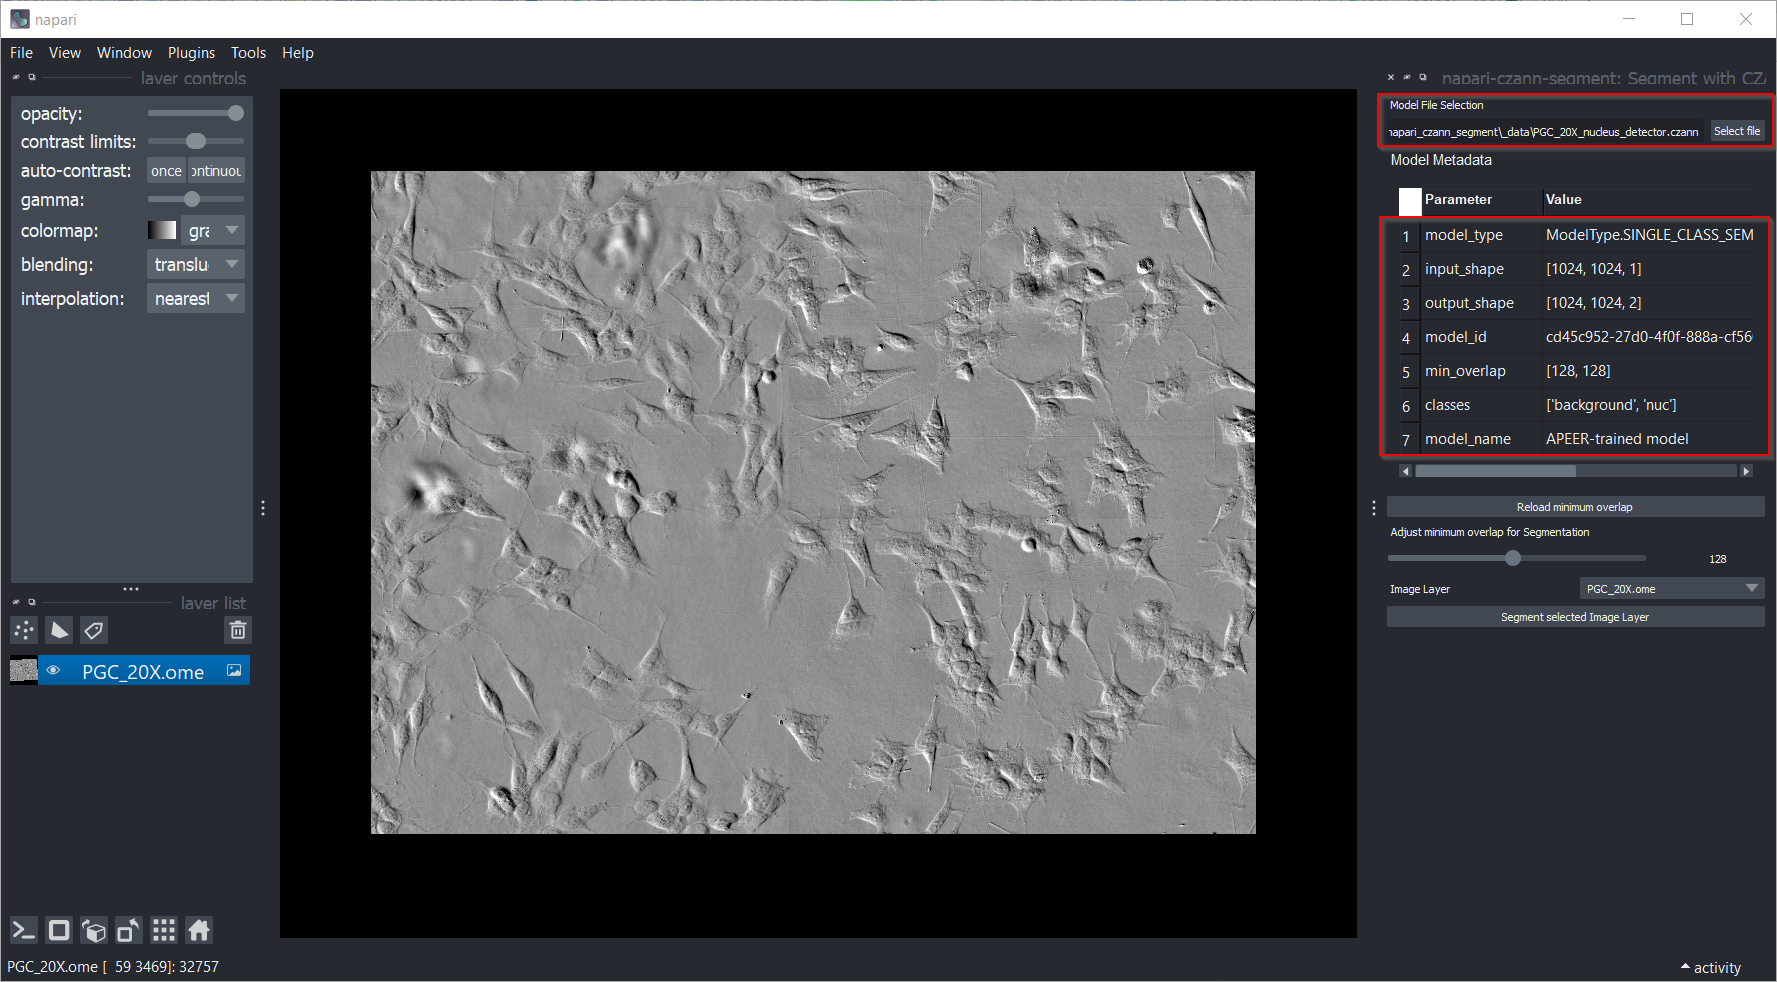 napari
File View Window Plugins Tools Help
layer controls
opacity:
contrast limits:
auto-contrast: once ontinuou
gamma:
colormap: gra
blending: translu
interpolation: nearest
layer list
PGC_20X.ome
PGC_20X.ome [ 59 3469]: 32757
napari-czann-segment: Segment with CZA
Model File Selection
napari_czann_segment\_data\PGC_20X_nucleus_detector.czann Select file
Model Metadata
Parameter Value
1 model_type ModelType.SINGLE_CLASS_SEM
2 input_shape [1024, 1024, 1]
3 output_shape [1024, 1024, 2]
4 model_id cd45c952-27d0-4f0f-888a-cf56
5 min_overlap [128, 128]
6 classes ['background', 'nuc']
7 model_name APEER-trained model
Reload minimum overlap
Adjust minimum overlap for Segmentation
128
Image Layer PGC_20X.ome
Segment selected Image Layer
activity